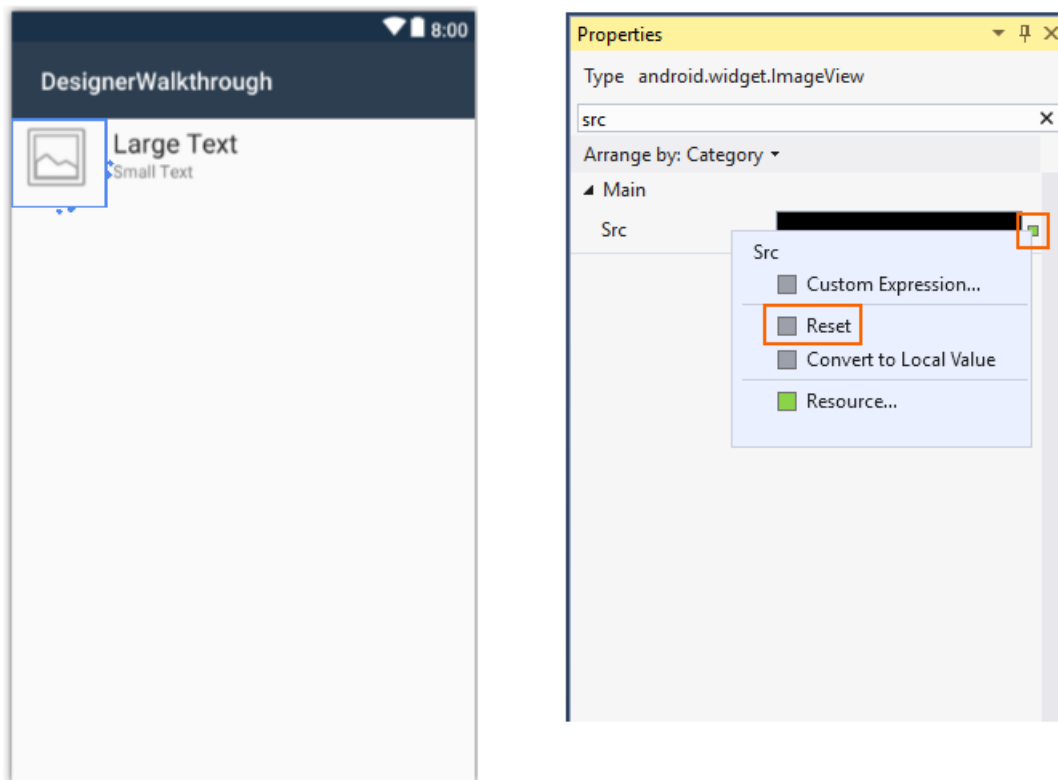 8:00
DesignerWalkthrough
Large Text
Small Text
Properties
Type android.widget.ImageView
src
Arrange by: Category
Main
Src
Src
Custom Expression...
Reset
Convert to Local Value
Resource...